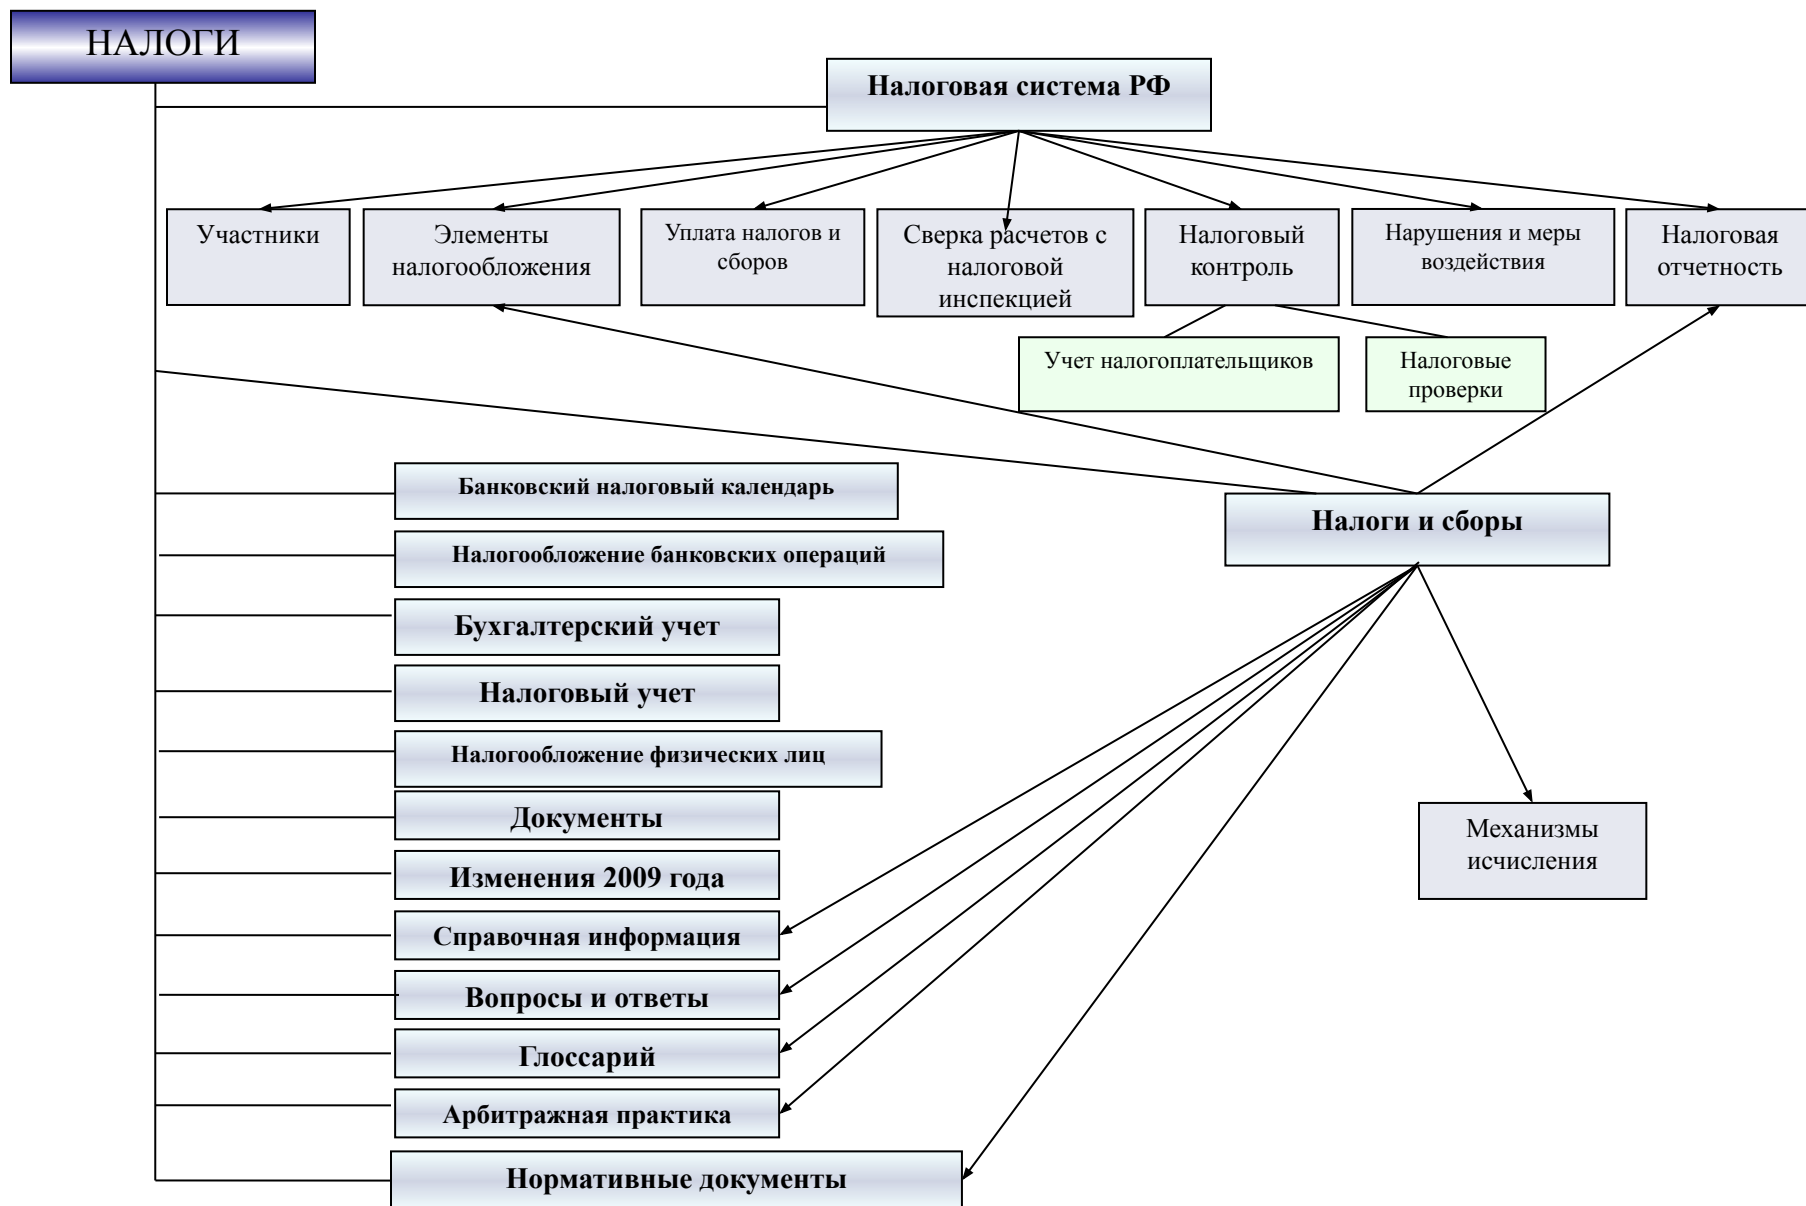 НАЛОГИ
Налоговая система РФ
Участники
Элементы
налогообложения
Уплата налогов и
сборов
Сверка расчетов с
налоговой
инспекцией
Налоговый
контроль
Нарушения и меры
воздействия
Налоговая
отчетность
Учет налогоплательщиков
Налоговые
проверки
Банковский налоговый календарь
Налоги и сборы
Налогообложение банковских операций
Бухгалтерский учет
Налоговый учет
Налогообложение физических лиц
Документы
Механизмы
исчисления
Изменения 2009 года
Справочная информация
Вопросы и ответы
Глоссарий
Арбитражная практика
Нормативные документы